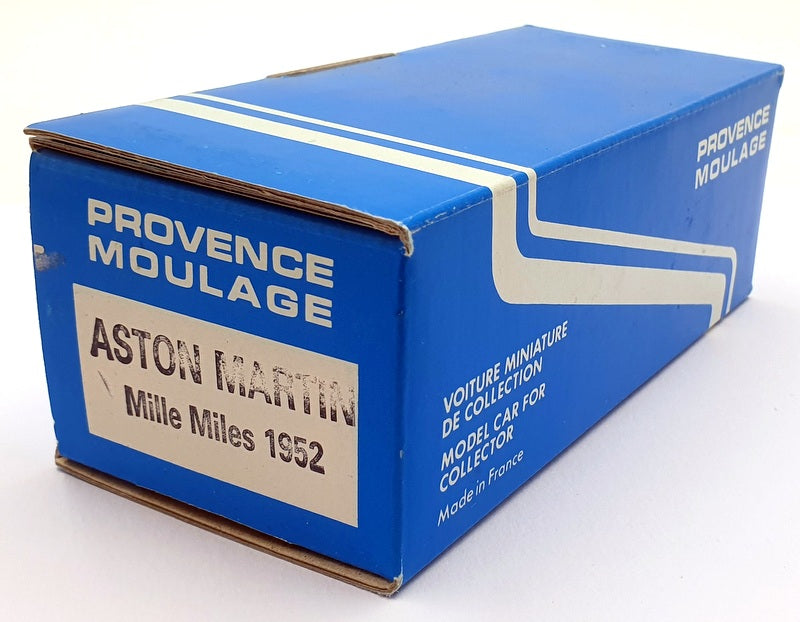 PROVENCE
MOULAGE
ASTON MARTIN
Mille Miles 1952
PROVENCE
MOULAGE
VOITURE MINIATURE
DE COLLECTION
MODEL CAR FOR
COLLECTOR
Made in France